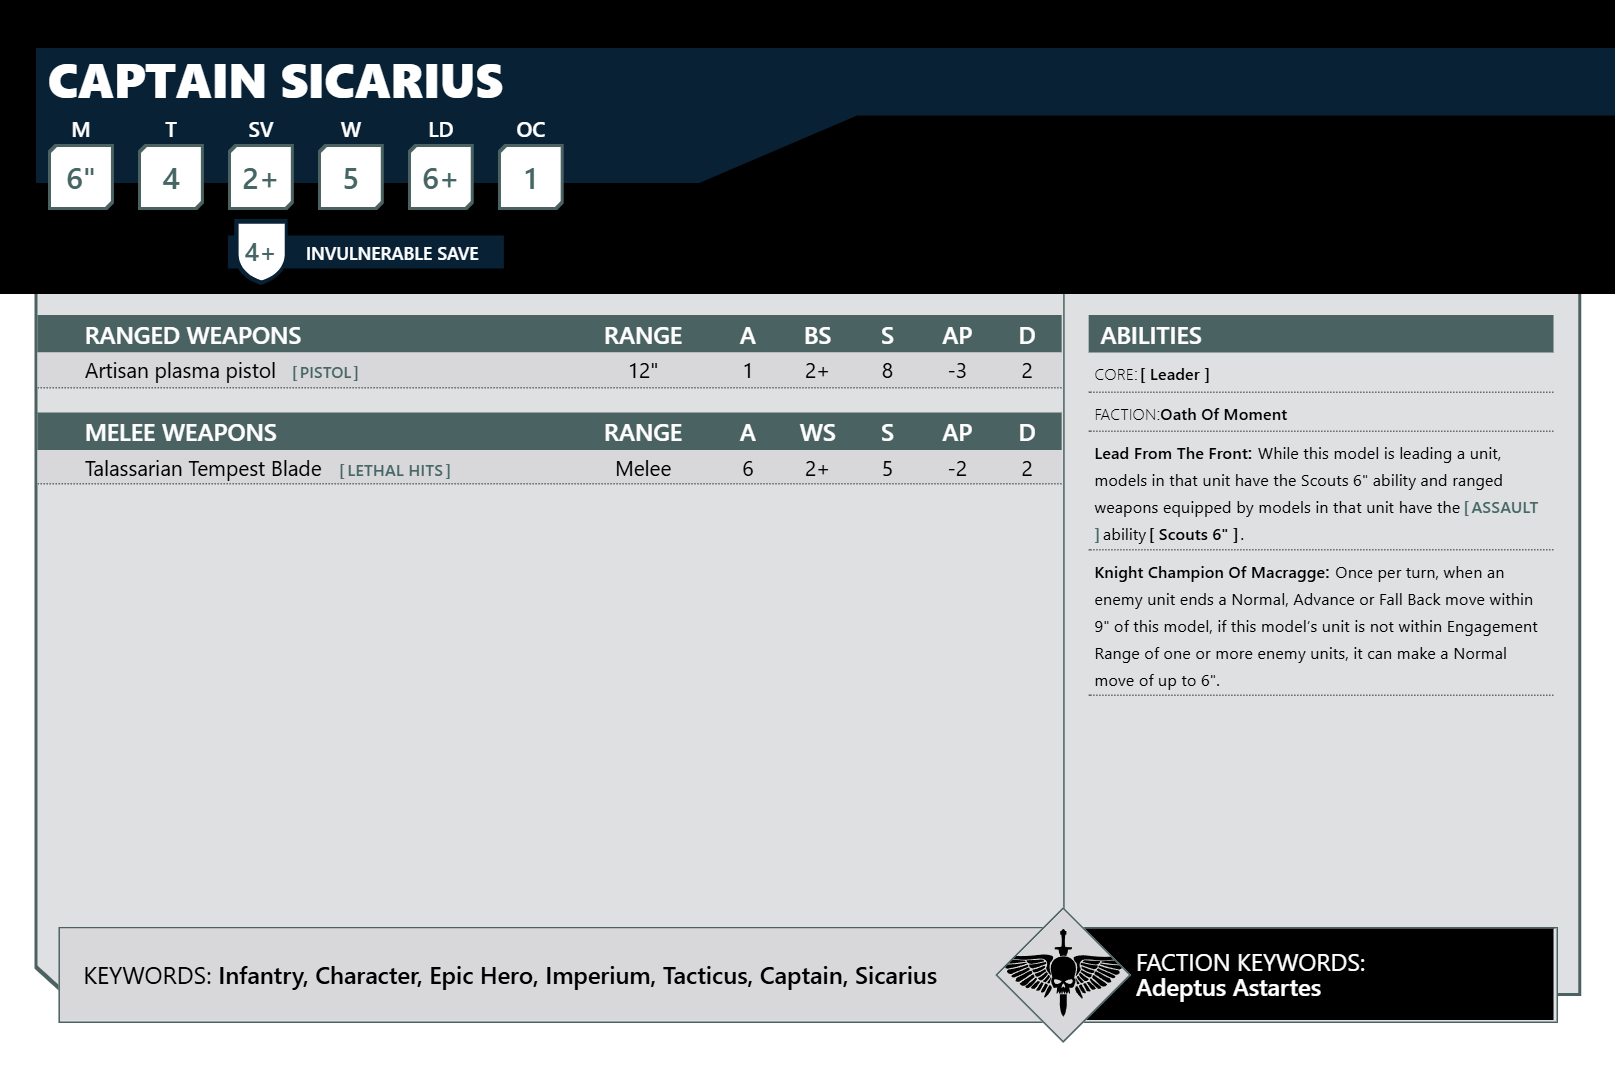 CAPTAIN SICARIUS
M T SV W LD OC
6" 4 2+ 5 6+ 1
4+ INVULNERABLE SAVE
RANGED WEAPONS RANGE A BS S AP D
Artisan plasma pistol [PISTOL] 12" 1 2+ 8 -3 2
MELEE WEAPONS RANGE A WS S AP D
Talassarian Tempest Blade [LETHAL HITS] Melee 6 2+ 5 -2 2
ABILITIES
CORE:[ Leader ]
FACTION:Oath Of Moment
Lead From The Front: While this model is leading a unit,
models in that unit have the Scouts 6" ability and ranged
weapons equipped by models in that unit have the [ASSAULT
] ability [ Scouts 6" ].
Knight Champion Of Macragge: Once per turn, when an
enemy unit ends a Normal, Advance or Fall Back move within
9" of this model, if this model's unit is not within Engagement
Range of one or more enemy units, it can make a Normal
move of up to 6".
KEYWORDS: Infantry, Character, Epic Hero, Imperium, Tacticus, Captain, Sicarius
FACTION KEYWORDS:
Adeptus Astartes